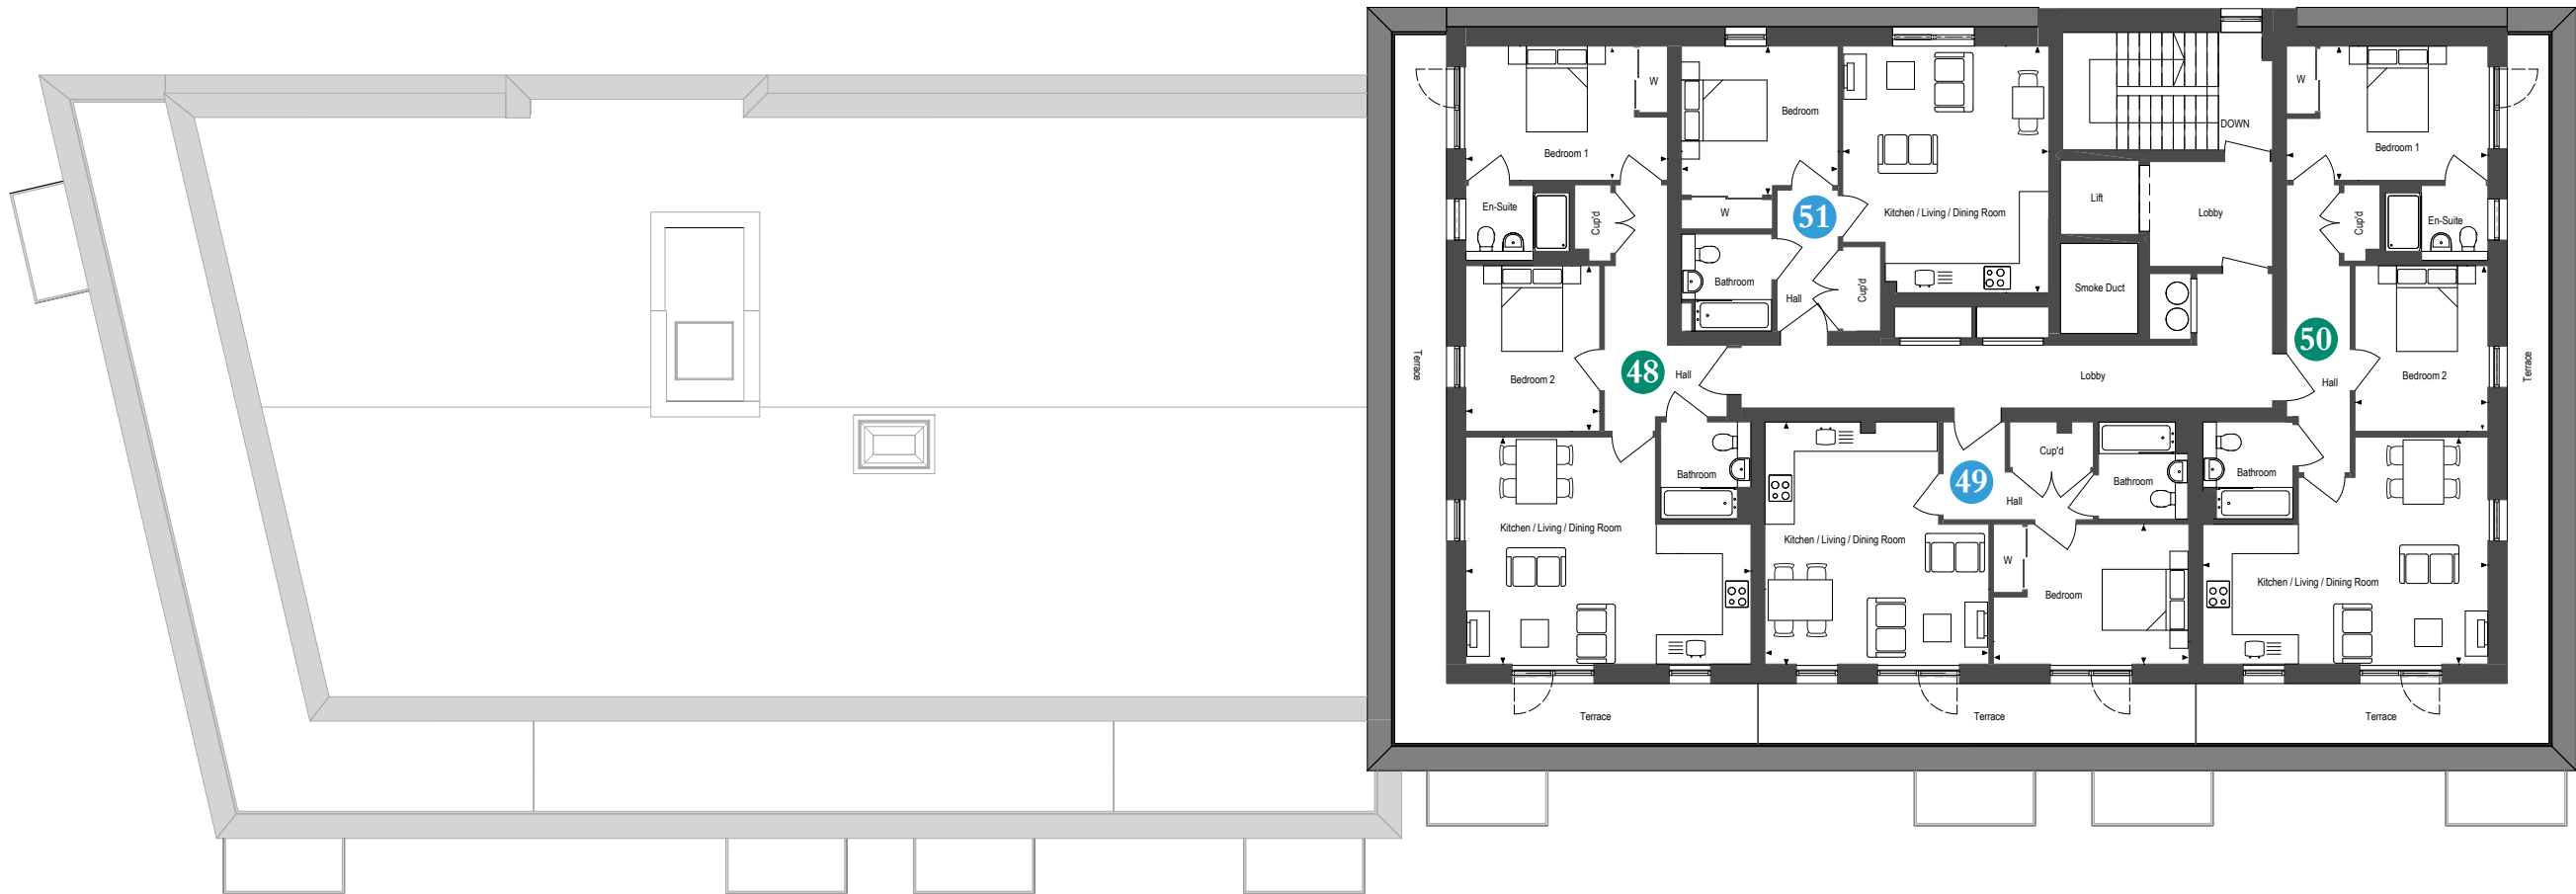 Bedroom 1
W
En-Suite
Cup'd
Bedroom 2
48
Hall
Bathroom
Kitchen / Living / Dining Room
Terrace
Terrace
Bedroom
W
51
Bathroom
Hall
Cup'd
Kitchen / Living / Dining Room
DOWN
Lift
Lobby
Smoke Duct
Lobby
Kitchen / Living / Dining Room
49
Hall
Cup'd
Bathroom
W
Bedroom
Terrace
W
Bedroom 1
Cup'd
En-Suite
50
Hall
Bedroom 2
Bathroom
Kitchen / Living / Dining Room
Terrace
Terrace